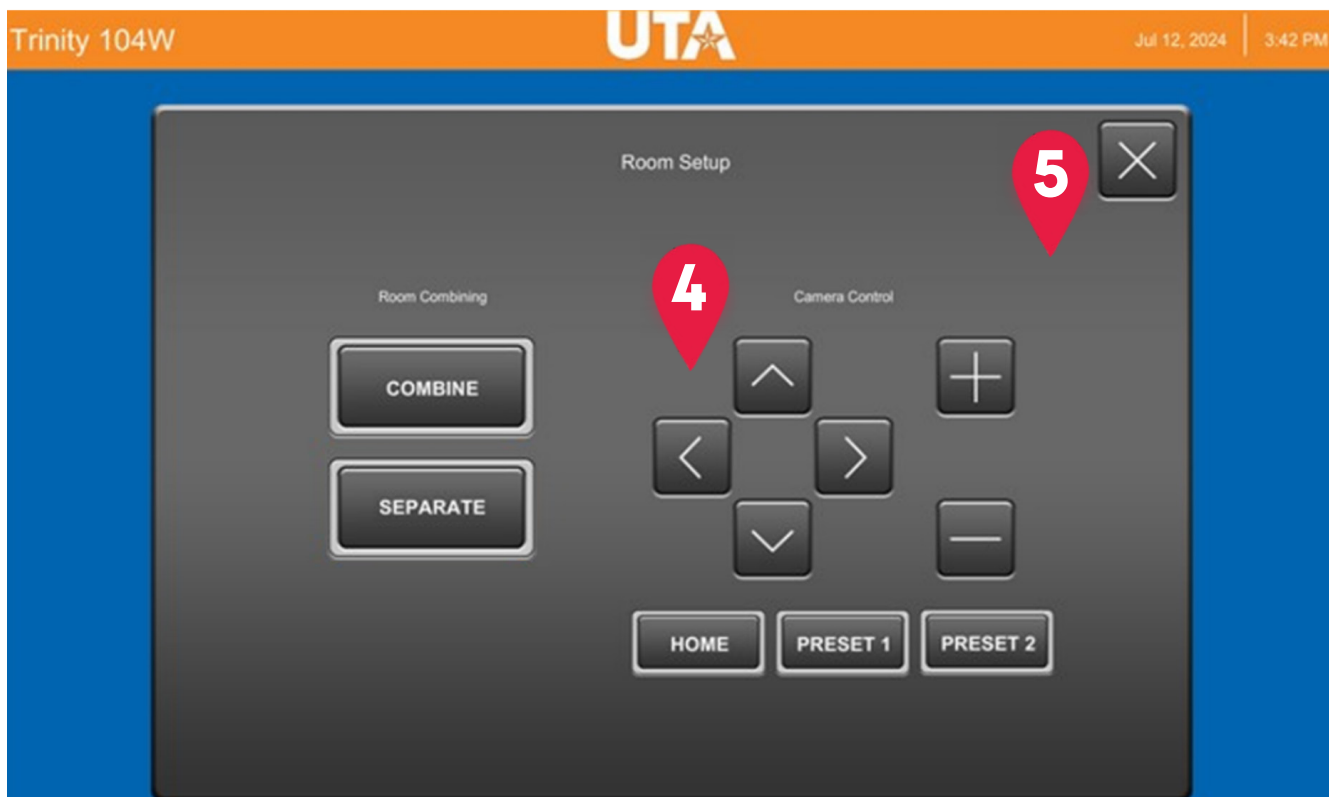 Trinity 104W
UTA
Jul 12, 2024 3:42 PM
Room Setup
5
4
Room Combining
Camera Control
COMBINE
SEPARATE
HOME PRESET 1 PRESET 2